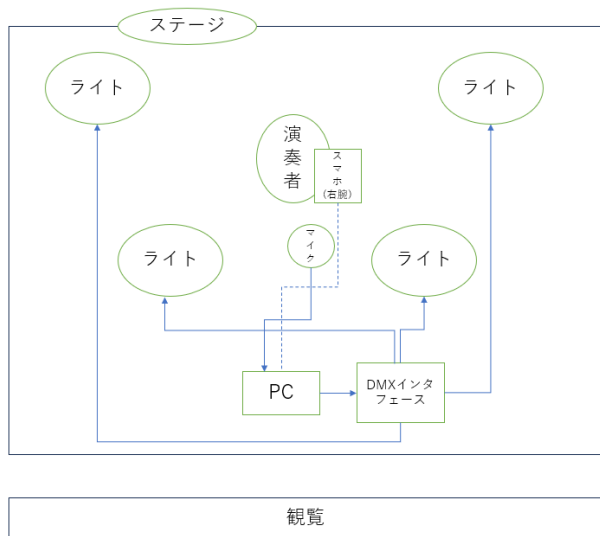 ステージ
ライト
ライト
演奏者
スマホ
(右腕)
マイク
ライト
ライト
PC
DMXインタ
フェース
観覧